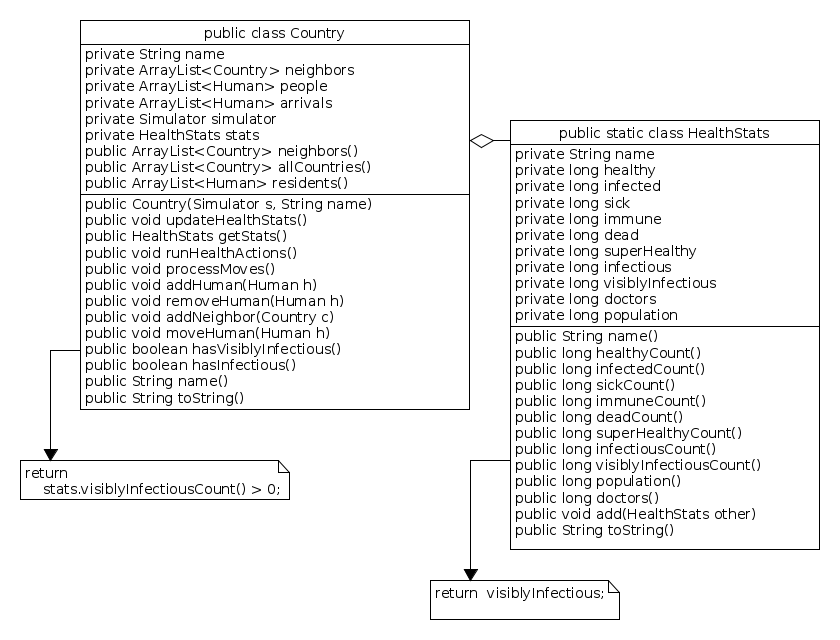 public class Country
private String name
private ArrayList<Country> neighbors
private ArrayList<Human> people
private ArrayList<Human> arrivals
private Simulator simulator
private HealthStats stats
public ArrayList<Country> neighbors()
public ArrayList<Country> allCountries()
public ArrayList<Human> residents()
public Country(Simulator s, String name)
public void updateHealthStats()
public HealthStats getStats()
public void runHealthActions()
public void processMoves()
public void addHuman(Human h)
public void removeHuman(Human h)
public void addNeighbor(Country c)
public void moveHuman(Human h)
public boolean hasVisiblyInfectious()
public boolean hasInfectious()
public String name()
public String toString()
return
stats.visiblyInfectiousCount() > 0;
public static class HealthStats
private String name
private long healthy
private long infected
private long sick
private long immune
private long dead
private long superHealthy
private long infectious
private long visiblyInfectious
private long doctors
private long population
public String name()
public long healthyCount()
public long infectedCount()
public long sickCount()
public long immuneCount()
public long deadCount()
public long superHealthyCount()
public long infectiousCount()
public long visiblyInfectiousCount()
public long population()
public long doctors()
public void add(HealthStats other)
public String toString()
return visiblyInfectious;